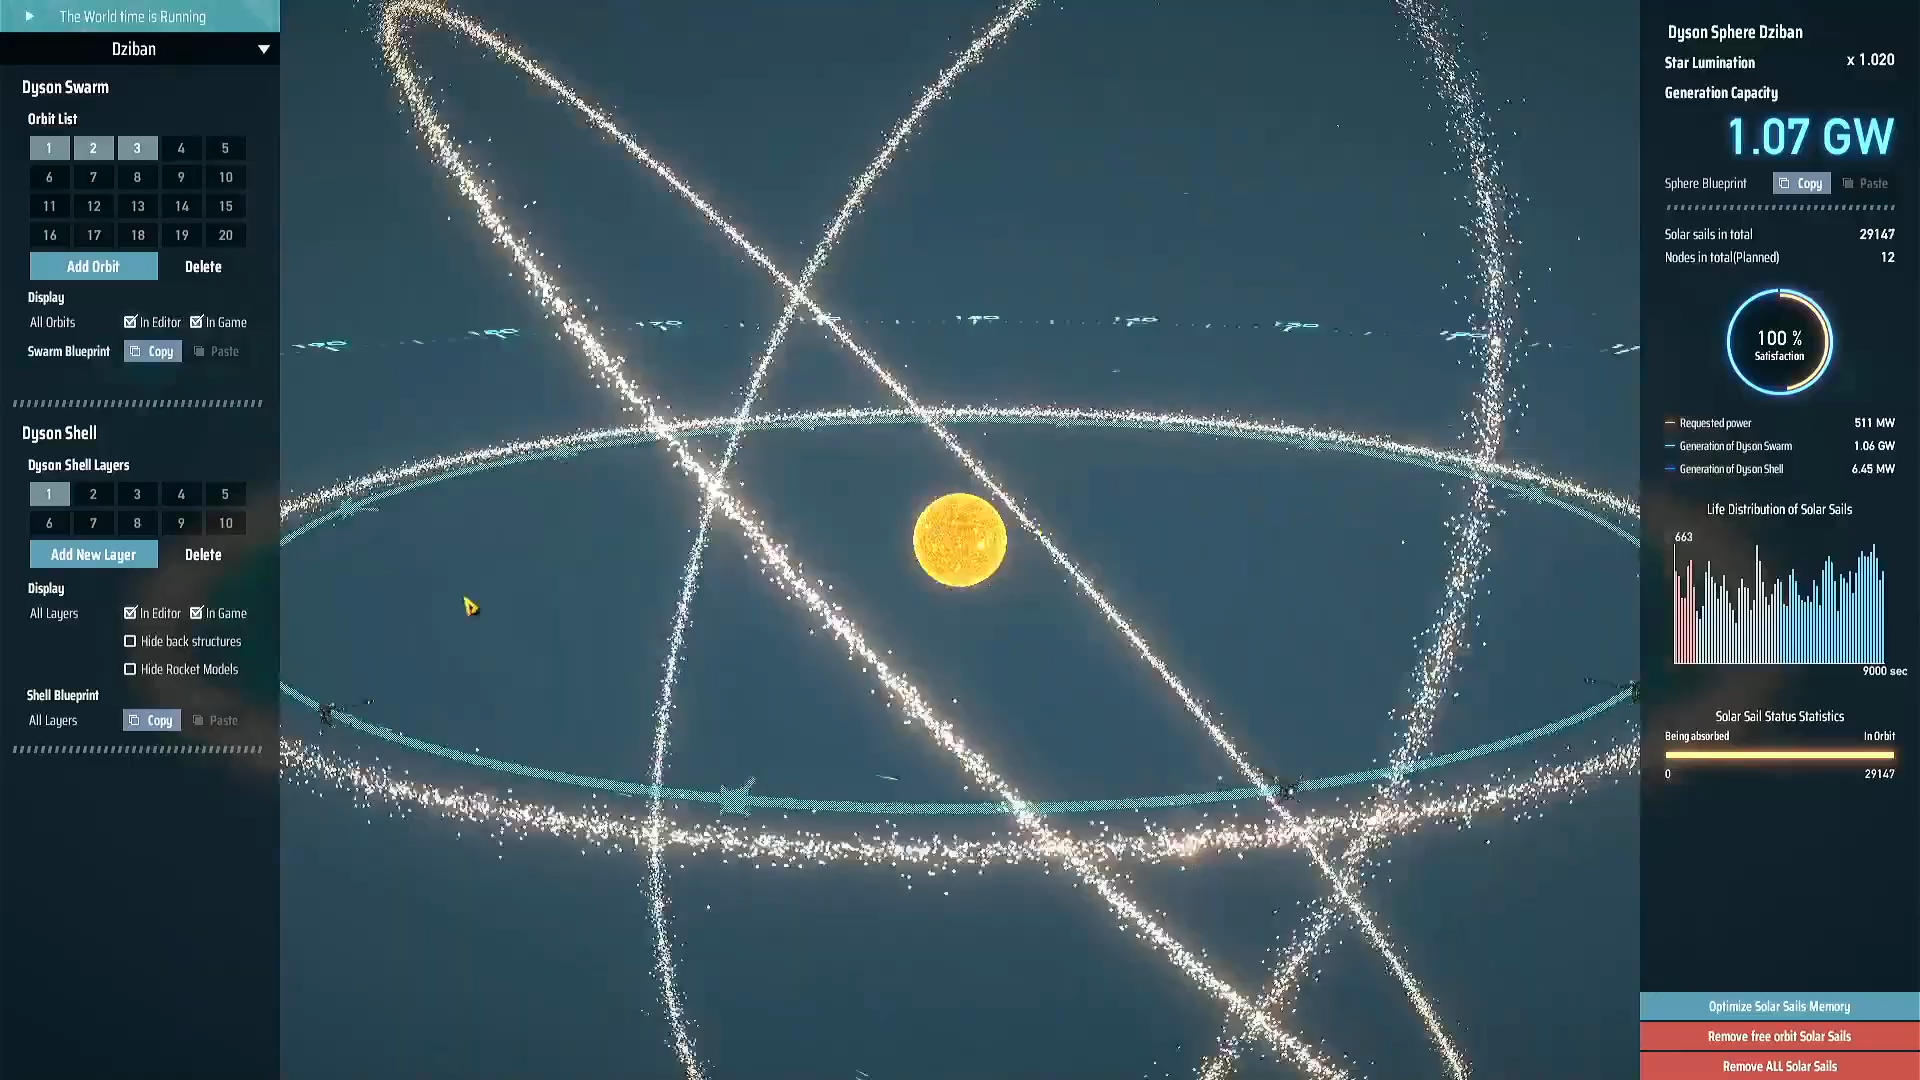 The World time is Running
Dziban
Dyson Swarm
Orbit List
1 2 3 4 5
6 7 8 9 10
11 12 13 14 15
16 17 18 19 20
Add Orbit Delete
Display
All Orbits In Editor In Game
Swarm Blueprint Copy Paste
Dyson Shell
Dyson Shell Layers
1 2 3 4 5
6 7 8 9 10
Add New Layer Delete
Display
All Layers In Editor In Game
Hide back structures
Hide Rocket Models
Shell Blueprint
All Layers Copy Paste
Dyson Sphere Dziban
Star Lumination x 1.020
Generation Capacity
1.07 GW
Sphere Blueprint Copy Paste
Solar sails in total 29147
Nodes in total(Planned) 12
100 %
Satisfaction
Requested power 511 MW
Generation of Dyson Swarm 1.06 GW
Generation of Dyson Shell 6.45 MW
Life Distribution of Solar Sails
663
9000 sec
Solar Sail Status Statistics
Being absorbed In Orbit
0 29147
Optimize Solar Sails Memory
Remove free orbit Solar Sails
Remove ALL Solar Sails